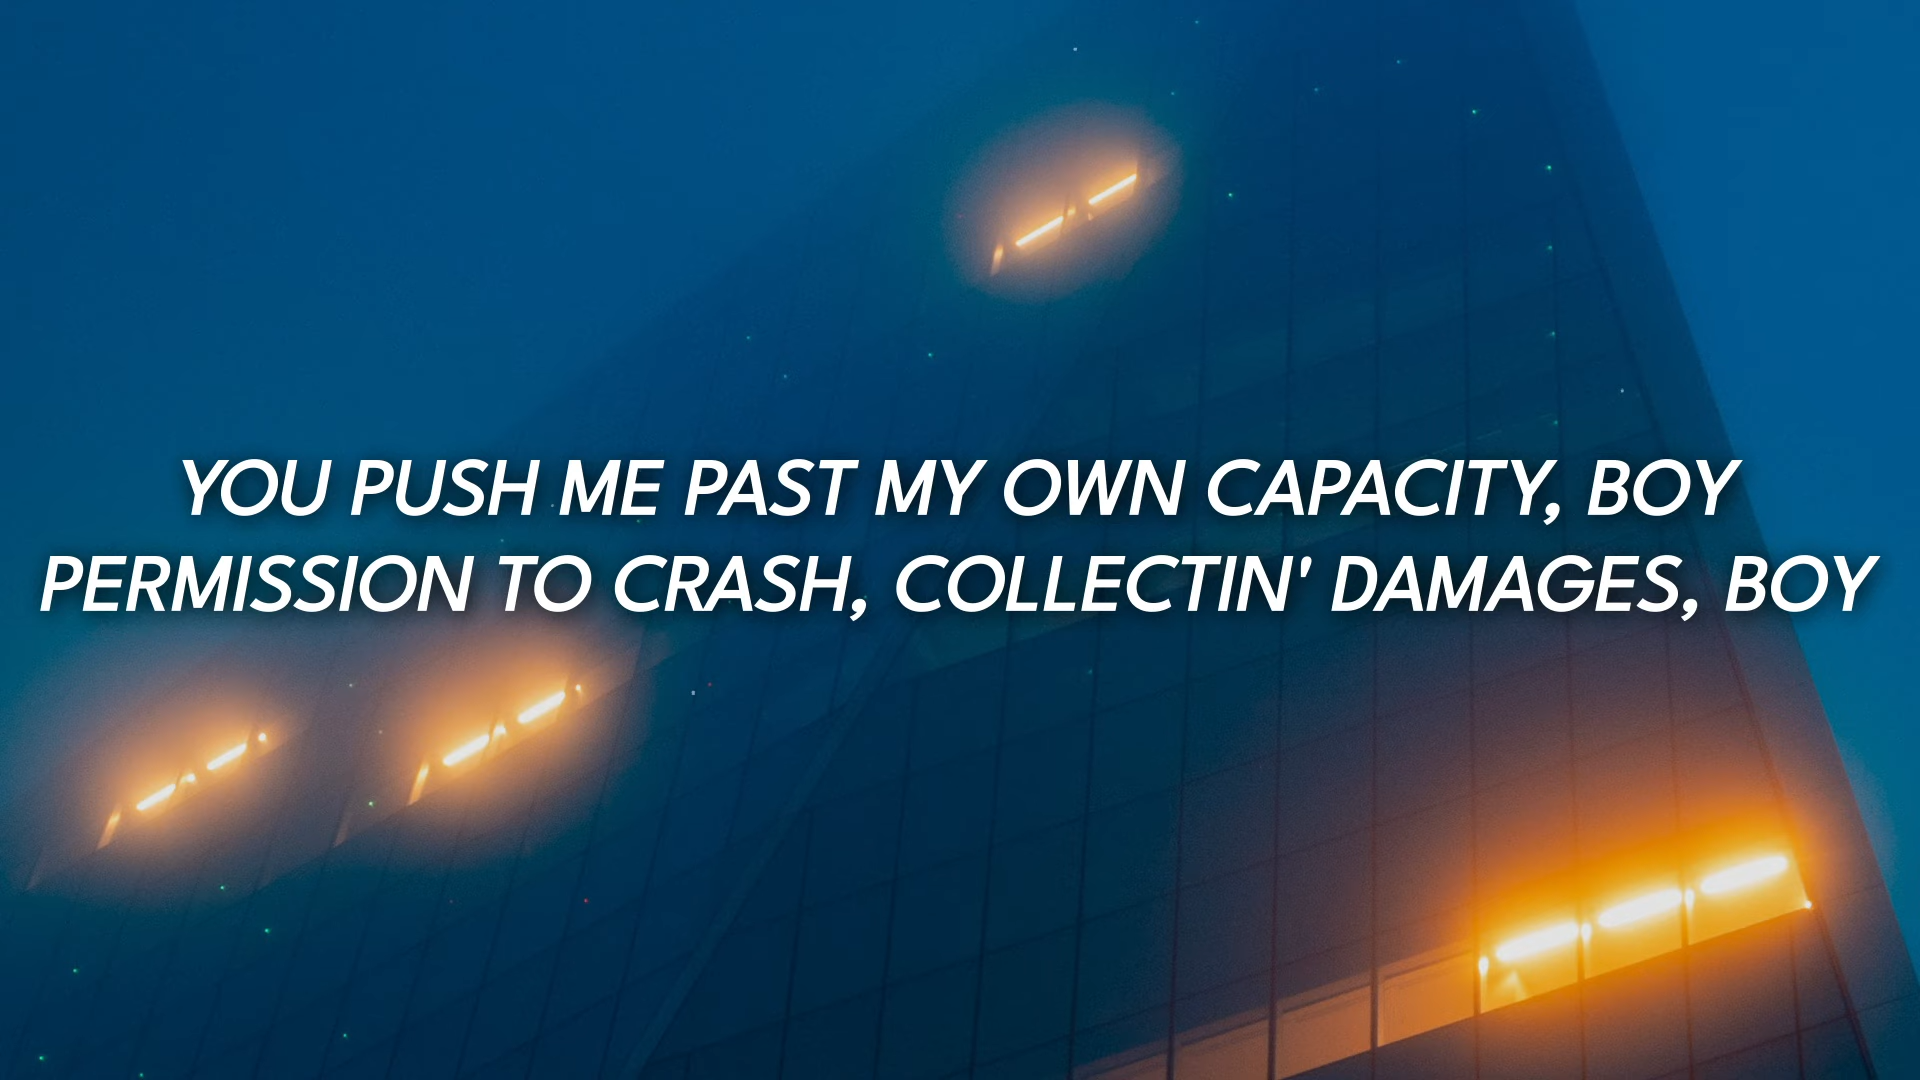 YOU PUSH ME PAST MY OWN CAPACITY, BOY
PERMISSION TO CRASH, COLLECTIN' DAMAGES, BOY